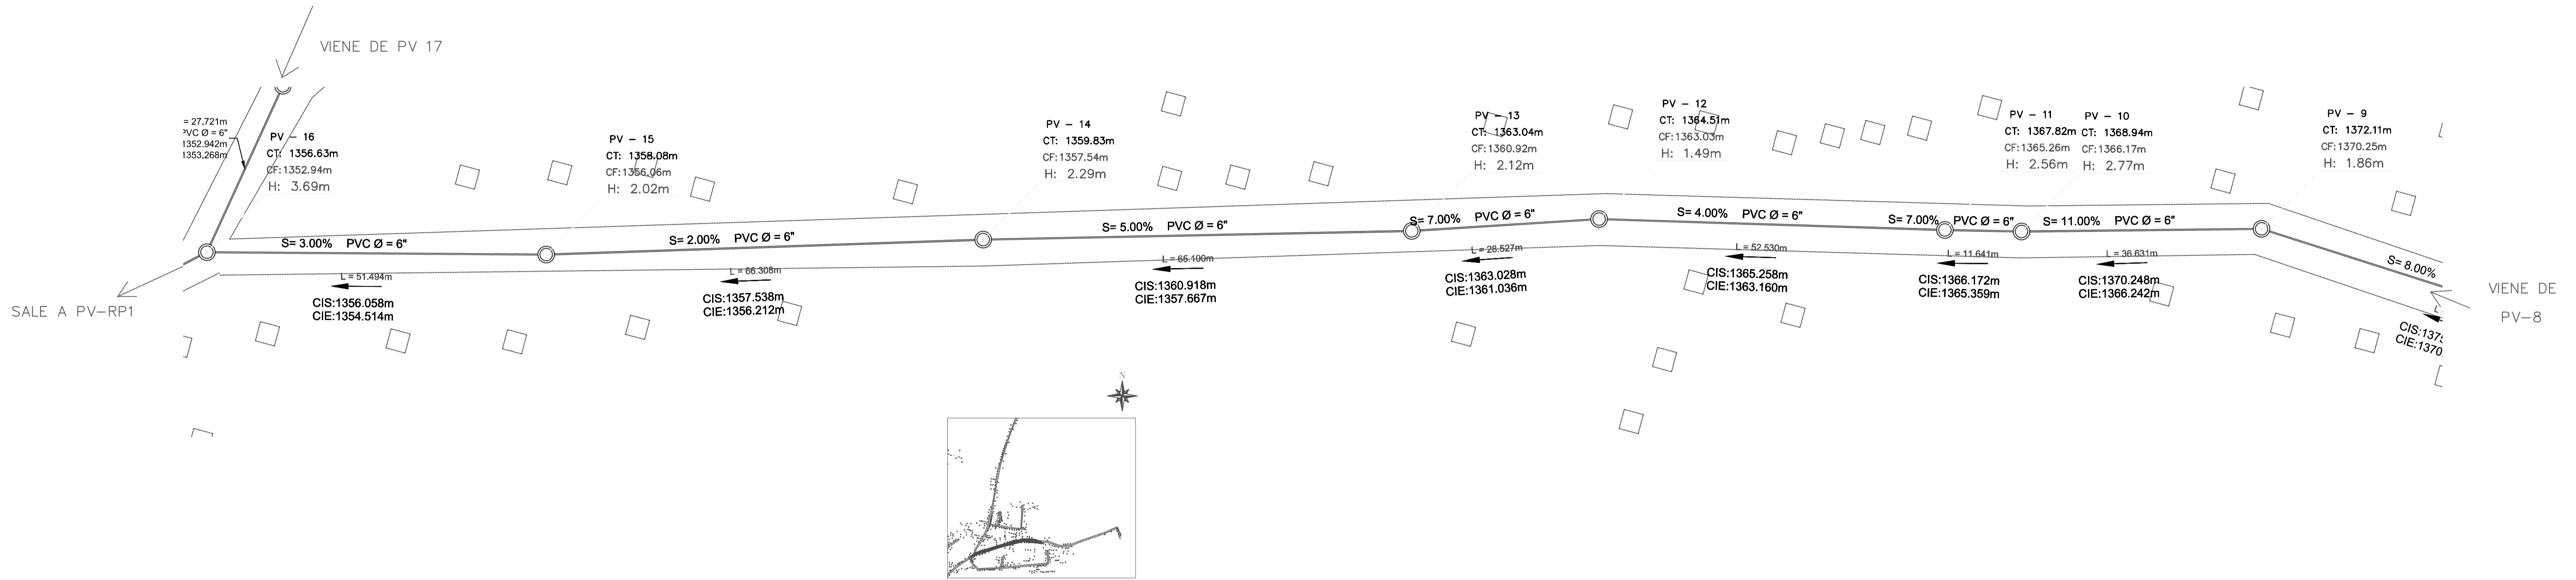 VIENE DE PV 17
= 27.721m
PVC Ø = 6"
1352.942m
1353.268m
PV - 16
CT: 1356.63m
CF: 1352.94m
H: 3.69m
PV - 15
CT: 1358.08m
CF: 1356.06m
H: 2.02m
PV - 14
CT: 1359.83m
CF: 1357.54m
H: 2.29m
PV - 13
CT: 1363.04m
CF: 1360.92m
H: 2.12m
PV - 12
CT: 1364.51m
CF: 1363.03m
H: 1.49m
PV - 11
CT: 1367.82m
CF: 1365.26m
H: 2.56m
PV - 10
CT: 1368.94m
CF: 1366.17m
H: 2.77m
PV - 9
CT: 1372.11m
CF: 1370.25m
H: 1.86m
S= 3.00% PVC Ø = 6"
S= 2.00% PVC Ø = 6"
S= 5.00% PVC Ø = 6"
S= 7.00% PVC Ø = 6"
S= 4.00% PVC Ø = 6"
S= 7.00% PVC Ø = 6"
S= 11.00% PVC Ø = 6"
S= 8.00%
L = 51.494m
CIS:1356.058m
CIE:1354.514m
L = 66.308m
CIS:1357.538m
CIE:1356.212m
L = 65.100m
CIS:1360.918m
CIE:1357.667m
L = 28.527m
CIS:1363.028m
CIE:1361.036m
L = 52.530m
CIS:1365.258m
CIE:1363.160m
L = 11.641m
CIS:1366.172m
CIE:1365.359m
L = 36.631m
CIS:1370.248m
CIE:1366.242m
CIE:1370
SALE A PV-RP1
VIENE DE
PV-8
N